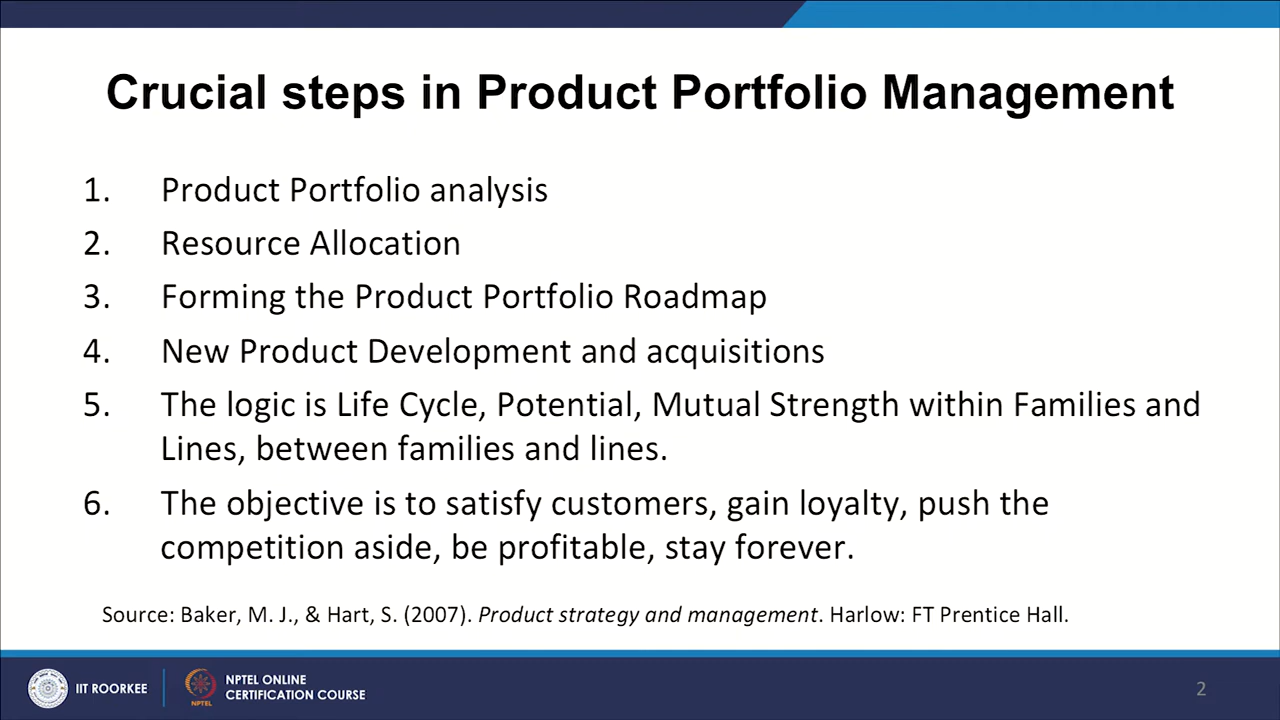 Crucial steps in Product Portfolio Management
1. Product Portfolio analysis
2. Resource Allocation
3. Forming the Product Portfolio Roadmap
4. New Product Development and acquisitions
5. The logic is Life Cycle, Potential, Mutual Strength within Families and
Lines, between families and lines.
6. The objective is to satisfy customers, gain loyalty, push the
competition aside, be profitable, stay forever.
Source: Baker, M. J., & Hart, S. (2007). Product strategy and management. Harlow: FT Prentice Hall.
IIT ROORKEE
NPTEL
NPTEL ONLINE
CERTIFICATION COURSE
2